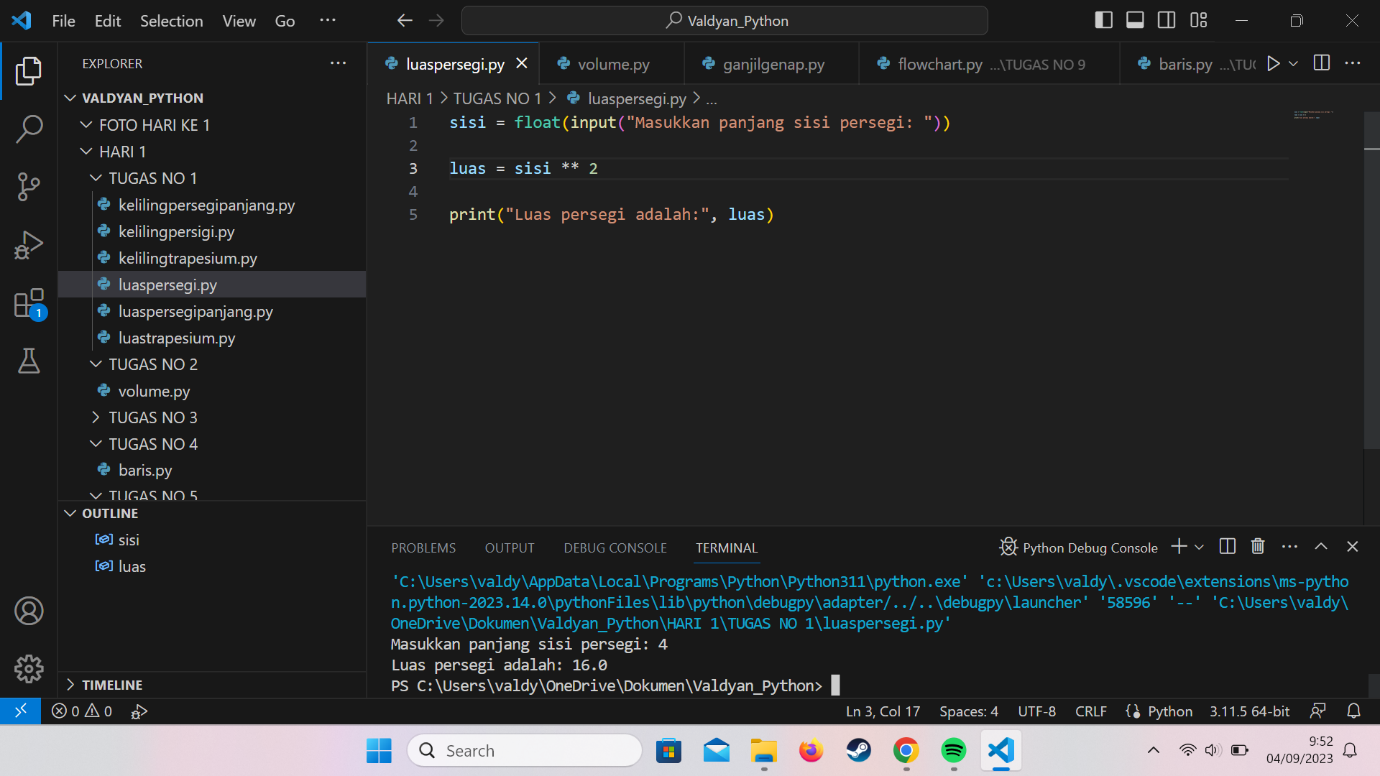 File Edit Selection View Go ··· Valdyan_Python
EXPLORER ···
VALDYAN_PYTHON
FOTO HARI KE 1
HARI 1
TUGAS NO 1
kelilingpersegipanjang.py
kelilingpersigi.py
kelilingtrapesium.py
luaspersegi.py
luaspersegipanjang.py
luastrapesium.py
TUGAS NO 2
volume.py
TUGAS NO 3
TUGAS NO 4
baris.py
TUGAS NO 5
OUTLINE
sisi
luas
TIMELINE
1
luaspersegi.py volume.py ganjilgenap.py flowchart.py ...\TUGAS NO 9 baris.py ...\TUG
HARI 1 > TUGAS NO 1 > luaspersegi.py > ...
1 sisi = float(input("Masukkan panjang sisi persegi: "))
2
3 luas = sisi ** 2
4
5 print("Luas persegi adalah:", luas)
PROBLEMS OUTPUT DEBUG CONSOLE TERMINAL Python Debug Console
'C:\Users\valdy\AppData\Local\Programs\Python\Python311\python.exe' 'c:\Users\valdy\.vscode\extensions\ms-pytho
n.python-2023.14.0\pythonFiles\lib\python\debugpy\adapter/../..\debugpy\launcher' '58596' '--' 'C:\Users\valdy\
OneDrive\Dokumen\Valdyan_Python\HARI 1\TUGAS NO 1\luaspersegi.py'
Masukkan panjang sisi persegi: 4
Luas persegi adalah: 16.0
PS C:\Users\valdy\OneDrive\Dokumen\Valdyan_Python>
0 0 Ln 3, Col 17 Spaces: 4 UTF-8 CRLF Python 3.11.5 64-bit
Search
9:52
04/09/2023